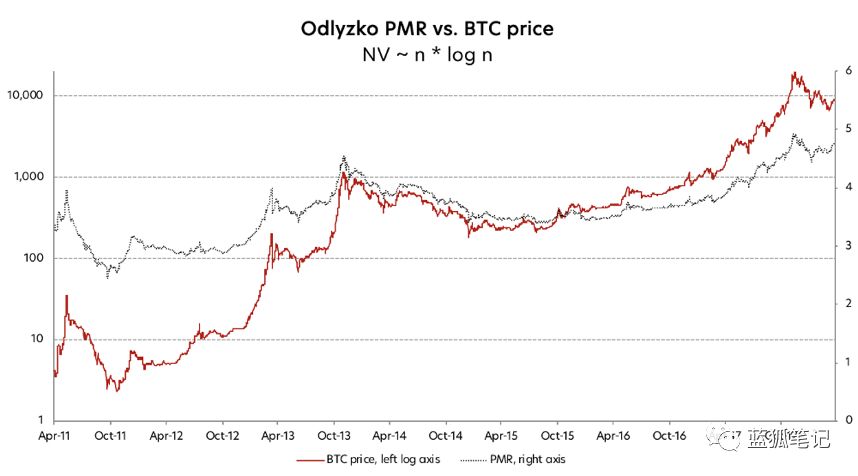 Odlyzko PMR vs. BTC price
NV ~ n * log n
10,000
1,000
100
10
1
6
5
4
3
2
1
0
Apr-11
Oct-11
Apr-12
Oct-12
Apr-13
Oct-13
Apr-14
Oct-14
Apr-15
Oct-15
Apr-16
Oct-16
17
BTC price, left log axis
PMR, right axis
蓝狐笔记